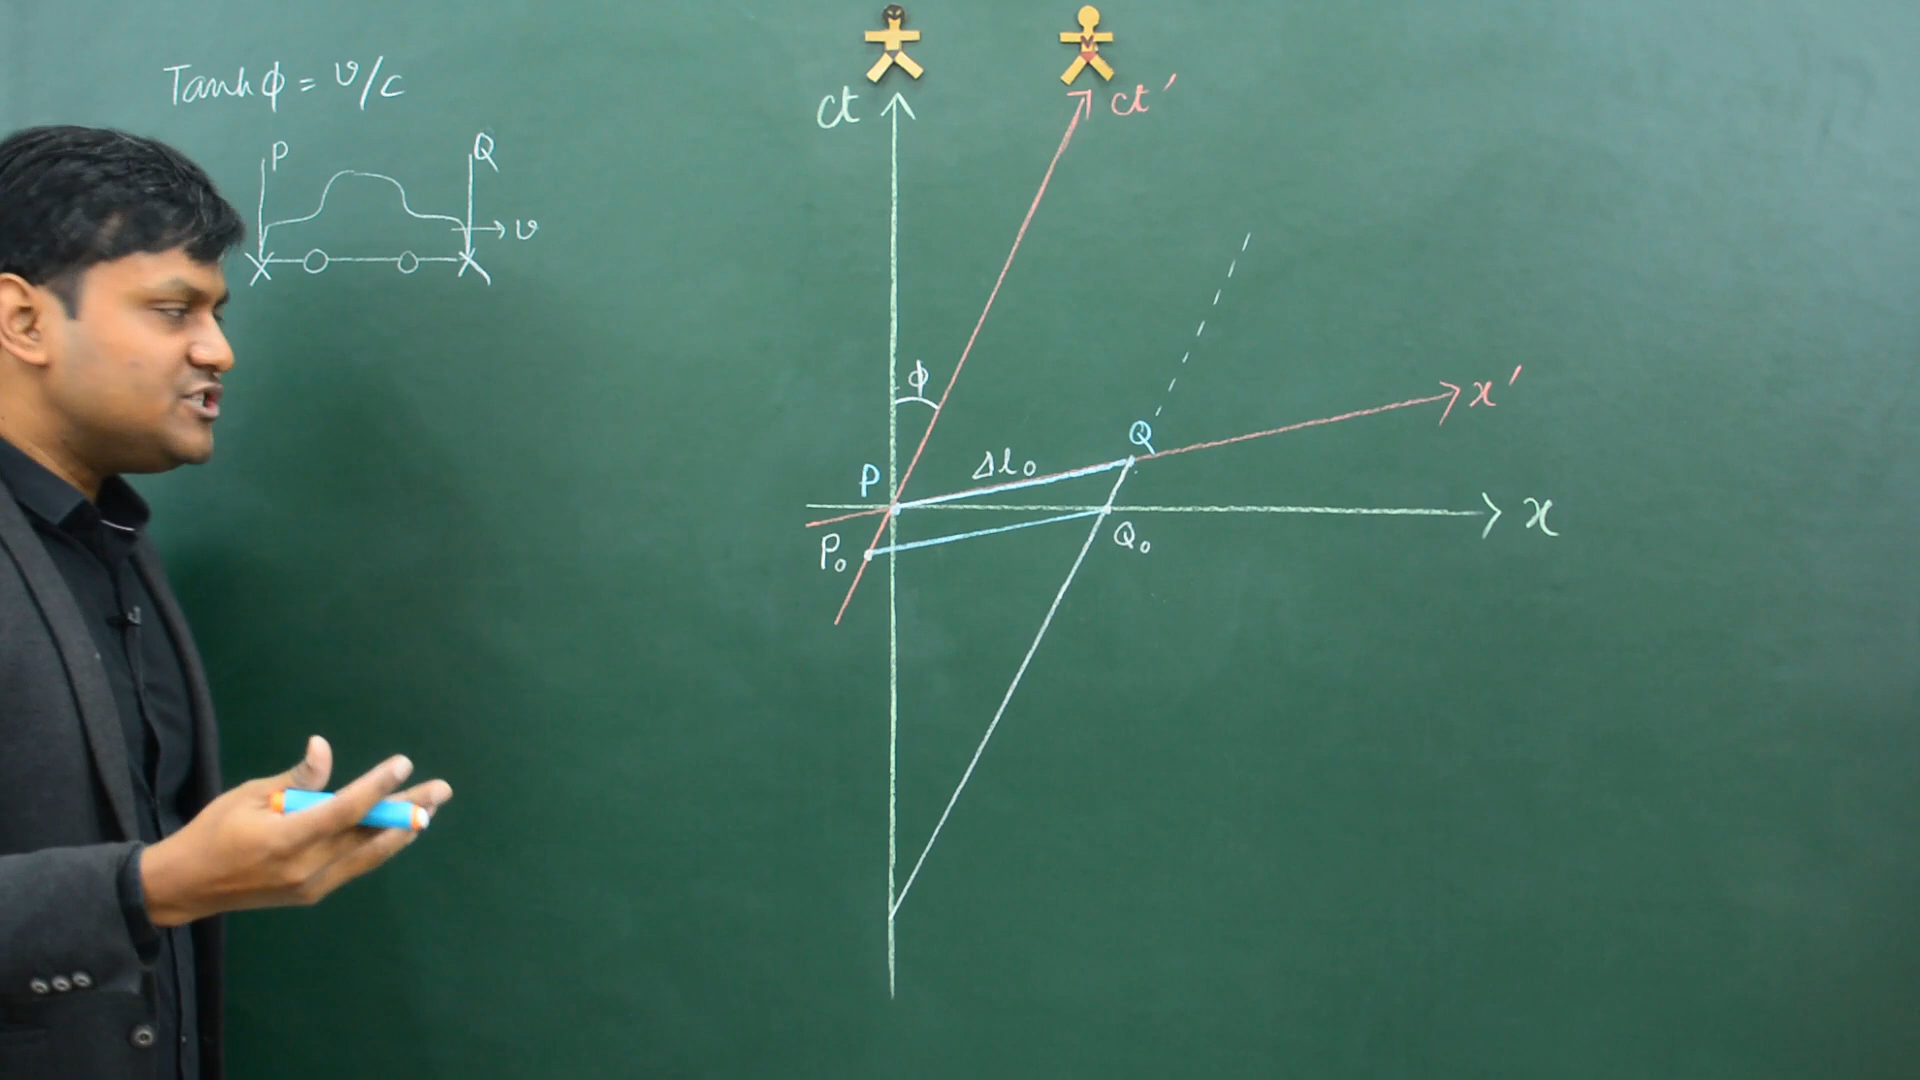 Tanh ϕ = v/c
P Q
v
ct ct′
ϕ
x′
Q
Δl₀
P
x
P₀ Q₀